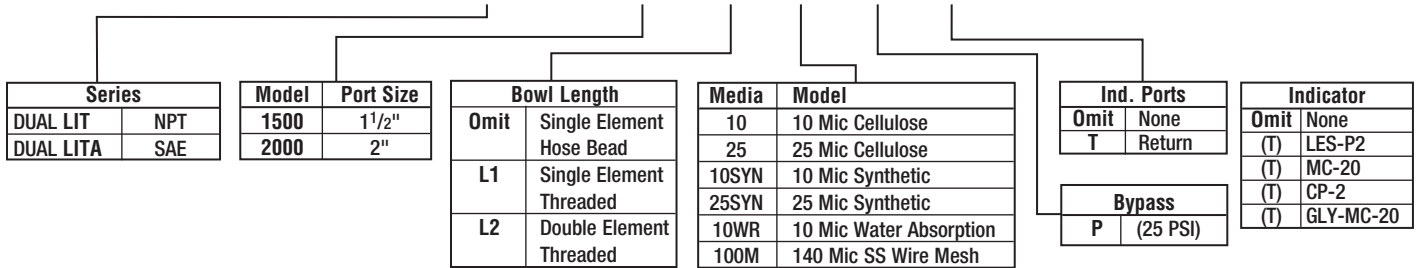 Series
DUAL LIT NPT
DUAL LITA SAE
Model Port Size
1500 1 1/2"
2000 2"
Bowl Length
Omit Single Element
Hose Bead
L1 Single Element
Threaded
L2 Double Element
Threaded
Media Model
10 10 Mic Cellulose
25 25 Mic Cellulose
10SYN 10 Mic Synthetic
25SYN 25 Mic Synthetic
10WR 10 Mic Water Absorption
100M 140 Mic SS Wire Mesh
Ind. Ports
Omit None
T Return
Bypass
P (25 PSI)
Indicator
Omit None
(T) LES-P2
(T) MC-20
(T) CP-2
(T) GLY-MC-20